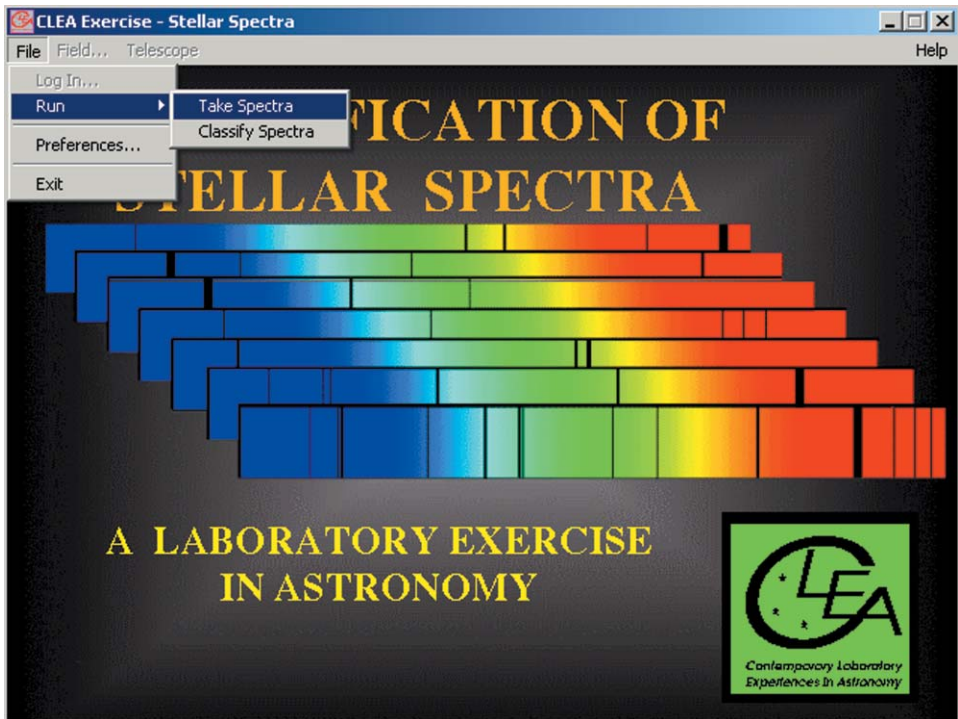 CLEA Exercise - Stellar Spectra
File Field... Telescope Help
Log In...
Run Take Spectra
Classify Spectra
Preferences...
Exit
FICATION OF
STELLAR SPECTRA
A LABORATORY EXERCISE
IN ASTRONOMY
CLEA
Contemporary Laboratory
Experiences In Astronomy